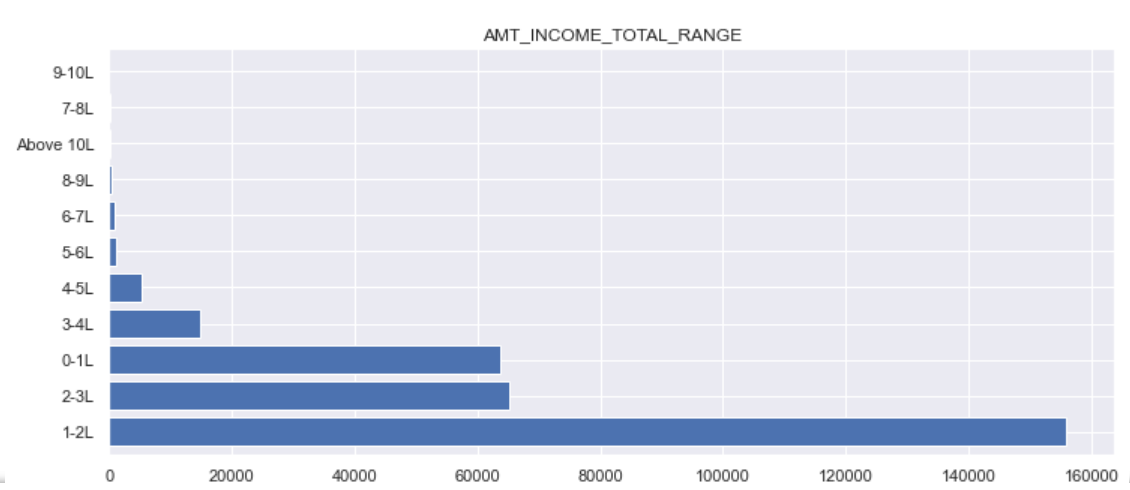 AMT_INCOME_TOTAL_RANGE
9-10L
7-8L
Above 10L
8-9L
6-7L
5-6L
4-5L
3-4L
0-1L
2-3L
1-2L
0 20000 40000 60000 80000 100000 120000 140000 160000